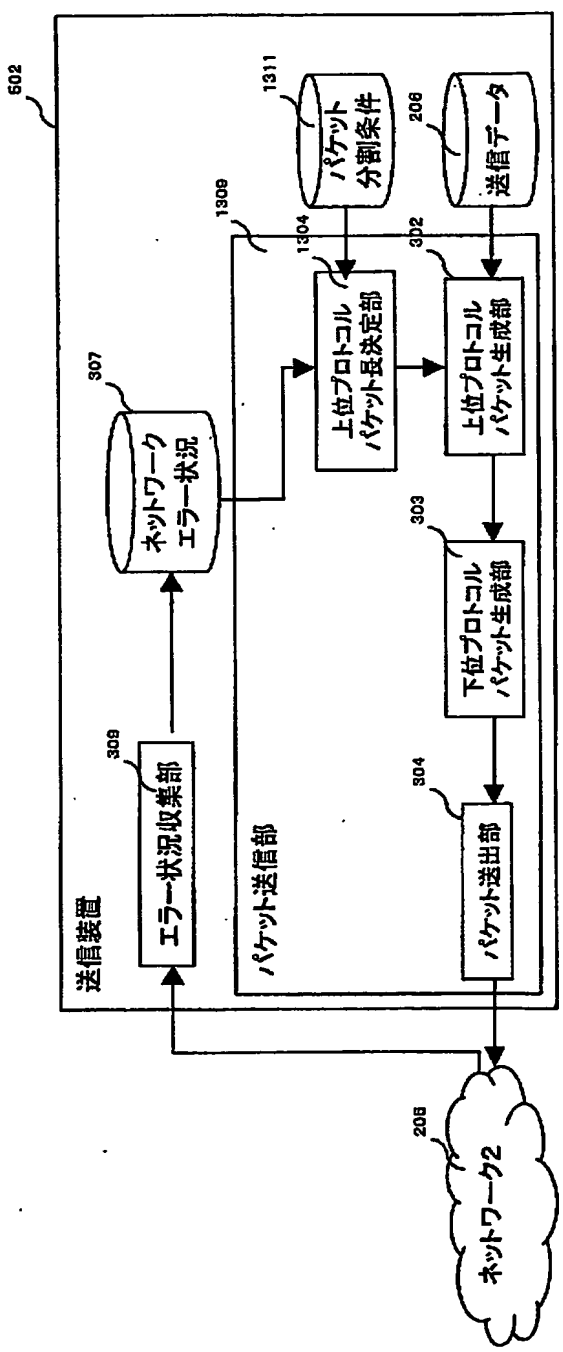 602
送信装置
309
エラー状況収集部
307
ネットワーク
エラー状況
1309
パケット送信部
1311
パケット
分割条件
1304
上位プロトコル
パケット長決定部
206
送信データ
302
上位プロトコル
パケット生成部
303
下位プロトコル
パケット生成部
304
パケット送出部
208
ネットワーク2